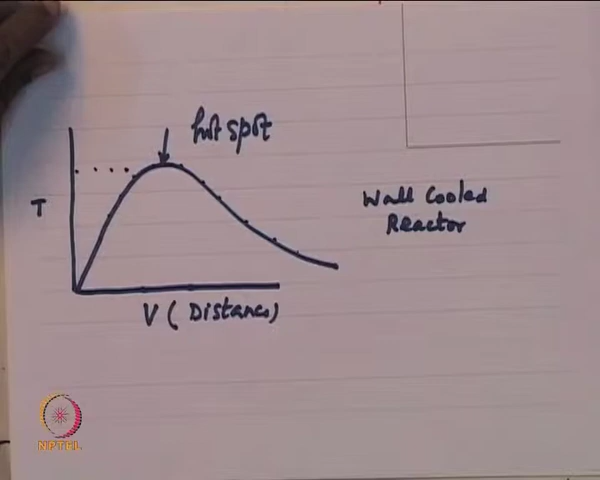 hot spot
T
Wall Cooled
Reactor
V ( Distance)
NPTEL